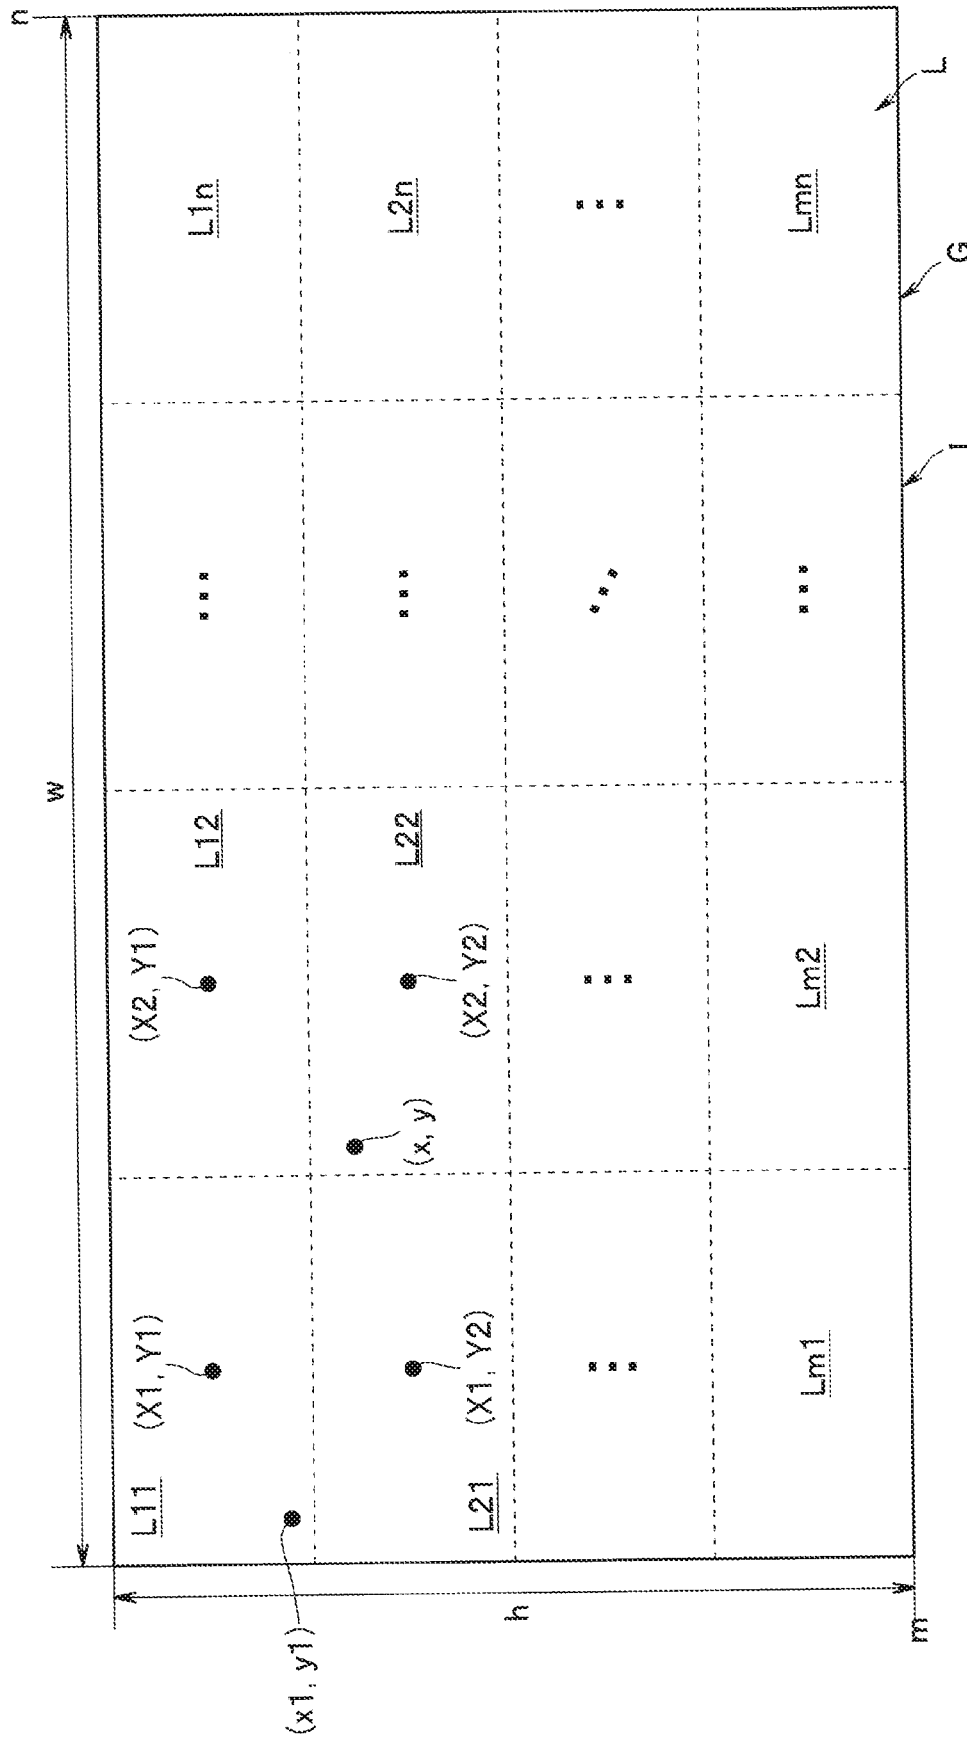 w
n
h
m
L11
(X1, Y1)
(X2, Y1)
L12
L1n
(x1, y1)
(x, y)
L21
(X1, Y2)
(X2, Y2)
L22
L2n
Lm1
Lm2
Lmn
I
G
L